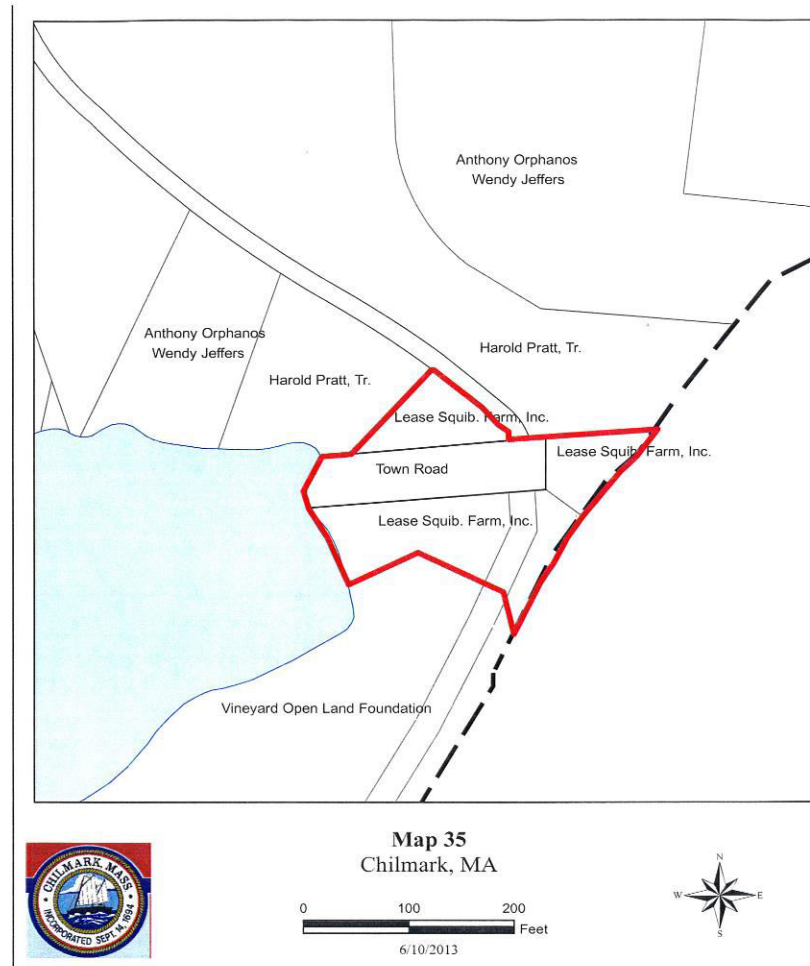 Anthony Orphanos
Wendy Jeffers
Anthony Orphanos
Wendy Jeffers
Harold Pratt, Tr.
Harold Pratt, Tr.
Lease Squib. Farm, Inc.
Lease Squib. Farm, Inc.
Town Road
Lease Squib. Farm, Inc.
Vineyard Open Land Foundation
Map 35
Chilmark, MA
CHILMARK, MASS
INCORPORATED SEPT. 14, 1694
0 100 200
Feet
6/10/2013
N
W E
S